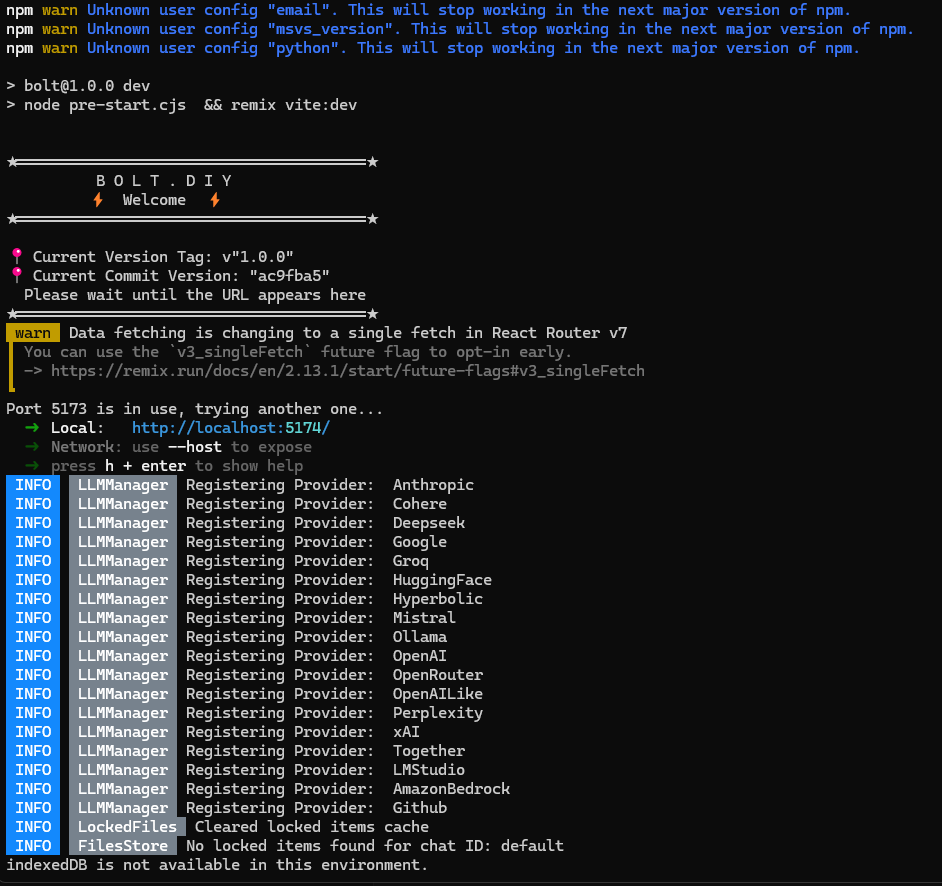 npm warn Unknown user config "email". This will stop working in the next major version of npm.
npm warn Unknown user config "msvs_version". This will stop working in the next major version of npm.
npm warn Unknown user config "python". This will stop working in the next major version of npm.
> bolt@1.0.0 dev
> node pre-start.cjs  && remix vite:dev
★═══════════════════════════════════════★
B O L T . D I Y
⚡ Welcome ⚡
★═══════════════════════════════════════★
📍 Current Version Tag: v"1.0.0"
📍 Current Commit Version: "ac9fba5"
Please wait until the URL appears here
★═══════════════════════════════════════★
warn Data fetching is changing to a single fetch in React Router v7
You can use the `v3_singleFetch` future flag to opt-in early.
-> https://remix.run/docs/en/2.13.1/start/future-flags#v3_singleFetch
Port 5173 is in use, trying another one...
➜ Local: http://localhost:5174/
➜ Network: use --host to expose
➜ press h + enter to show help
INFO LLMManager Registering Provider: Anthropic
INFO LLMManager Registering Provider: Cohere
INFO LLMManager Registering Provider: Deepseek
INFO LLMManager Registering Provider: Google
INFO LLMManager Registering Provider: Groq
INFO LLMManager Registering Provider: HuggingFace
INFO LLMManager Registering Provider: Hyperbolic
INFO LLMManager Registering Provider: Mistral
INFO LLMManager Registering Provider: Ollama
INFO LLMManager Registering Provider: OpenAI
INFO LLMManager Registering Provider: OpenRouter
INFO LLMManager Registering Provider: OpenAILike
INFO LLMManager Registering Provider: Perplexity
INFO LLMManager Registering Provider: xAI
INFO LLMManager Registering Provider: Together
INFO LLMManager Registering Provider: LMStudio
INFO LLMManager Registering Provider: AmazonBedrock
INFO LLMManager Registering Provider: Github
INFO LockedFiles Cleared locked items cache
INFO FilesStore No locked items found for chat ID: default
indexedDB is not available in this environment.